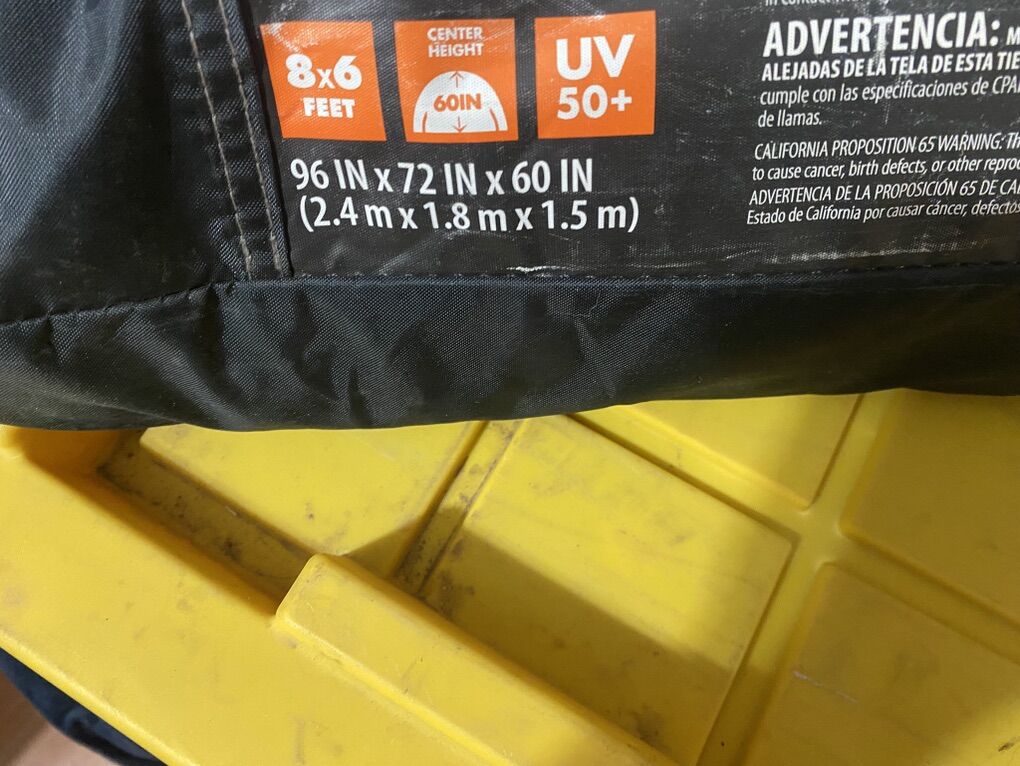 8x6
FEET
CENTER
HEIGHT
60IN
UV
50+
96 IN x 72 IN x 60 IN
(2.4 m x 1.8 m x 1.5 m)
in contact
ADVERTENCIA:
ALEJADAS DE LA TELA DE ESTA
cumple con las especificaciones de
de llamas.
CALIFORNIA PROPOSITION 65 WARNING:
to cause cancer, birth defects, or other
ADVERTENCIA DE LA PROPOSICIÓN 65 DE
Estado de California por causar cáncer,